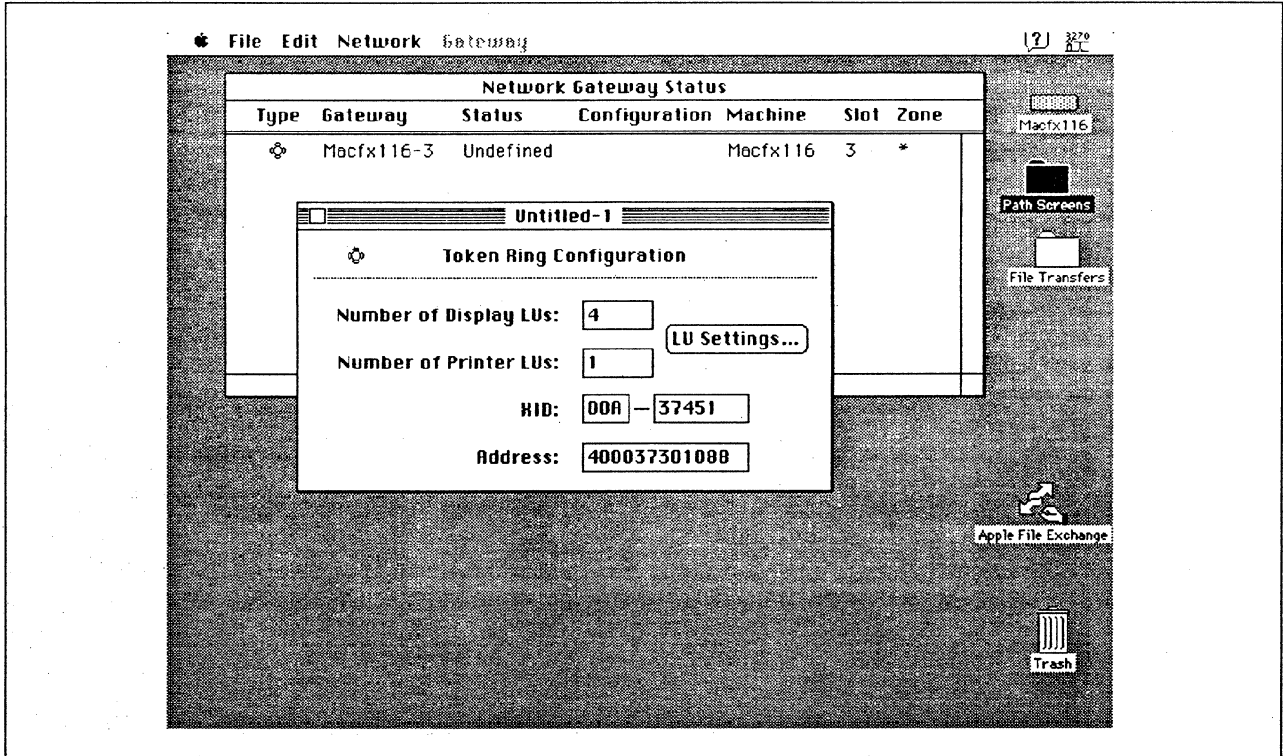 File Edit Network Gateway
3270
Network Gateway Status
Type Gateway Status Configuration Machine Slot Zone
Macfx116-3 Undefined Macfx116 3 *
Macfx116
Path Screens
File Transfers
Untitled-1
Token Ring Configuration
Number of Display LUs: 4
LU Settings...
Number of Printer LUs: 1
XID: 00A — 37451
Address: 40003730108B
Apple File Exchange
Trash